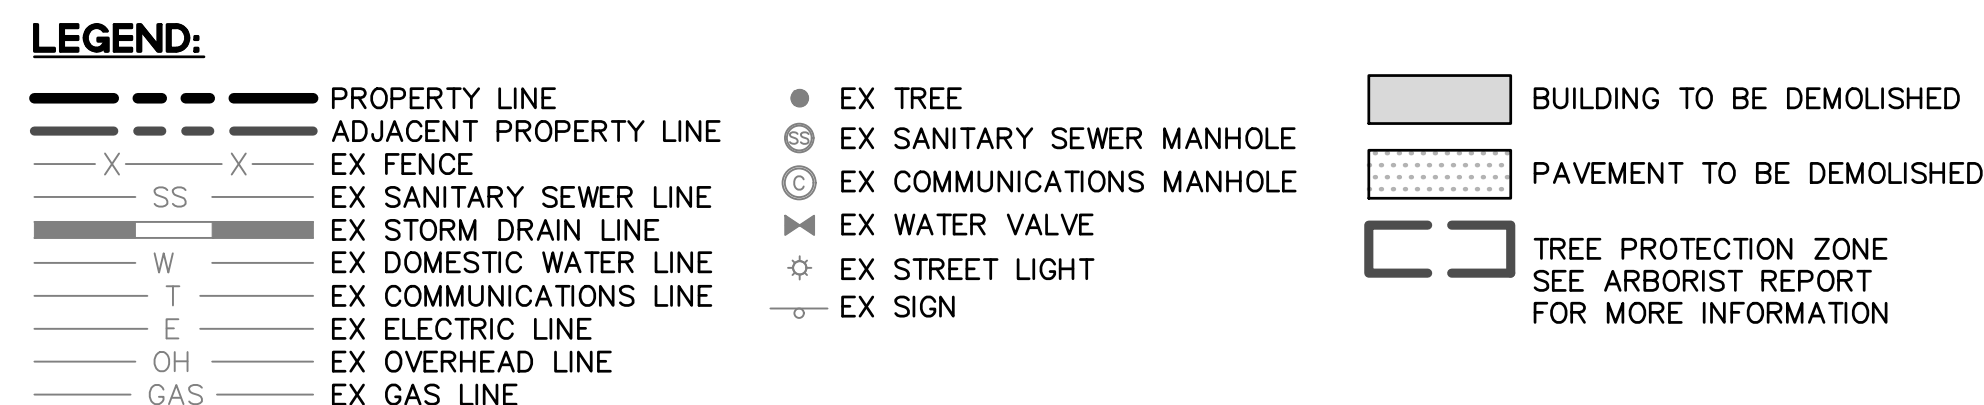 LEGEND:
PROPERTY LINE
ADJACENT PROPERTY LINE
X X EX FENCE
SS EX SANITARY SEWER LINE
EX STORM DRAIN LINE
W EX DOMESTIC WATER LINE
T EX COMMUNICATIONS LINE
E EX ELECTRIC LINE
OH EX OVERHEAD LINE
GAS EX GAS LINE
EX TREE
SS EX SANITARY SEWER MANHOLE
C EX COMMUNICATIONS MANHOLE
EX WATER VALVE
EX STREET LIGHT
EX SIGN
BUILDING TO BE DEMOLISHED
PAVEMENT TO BE DEMOLISHED
TREE PROTECTION ZONE
SEE ARBORIST REPORT
FOR MORE INFORMATION